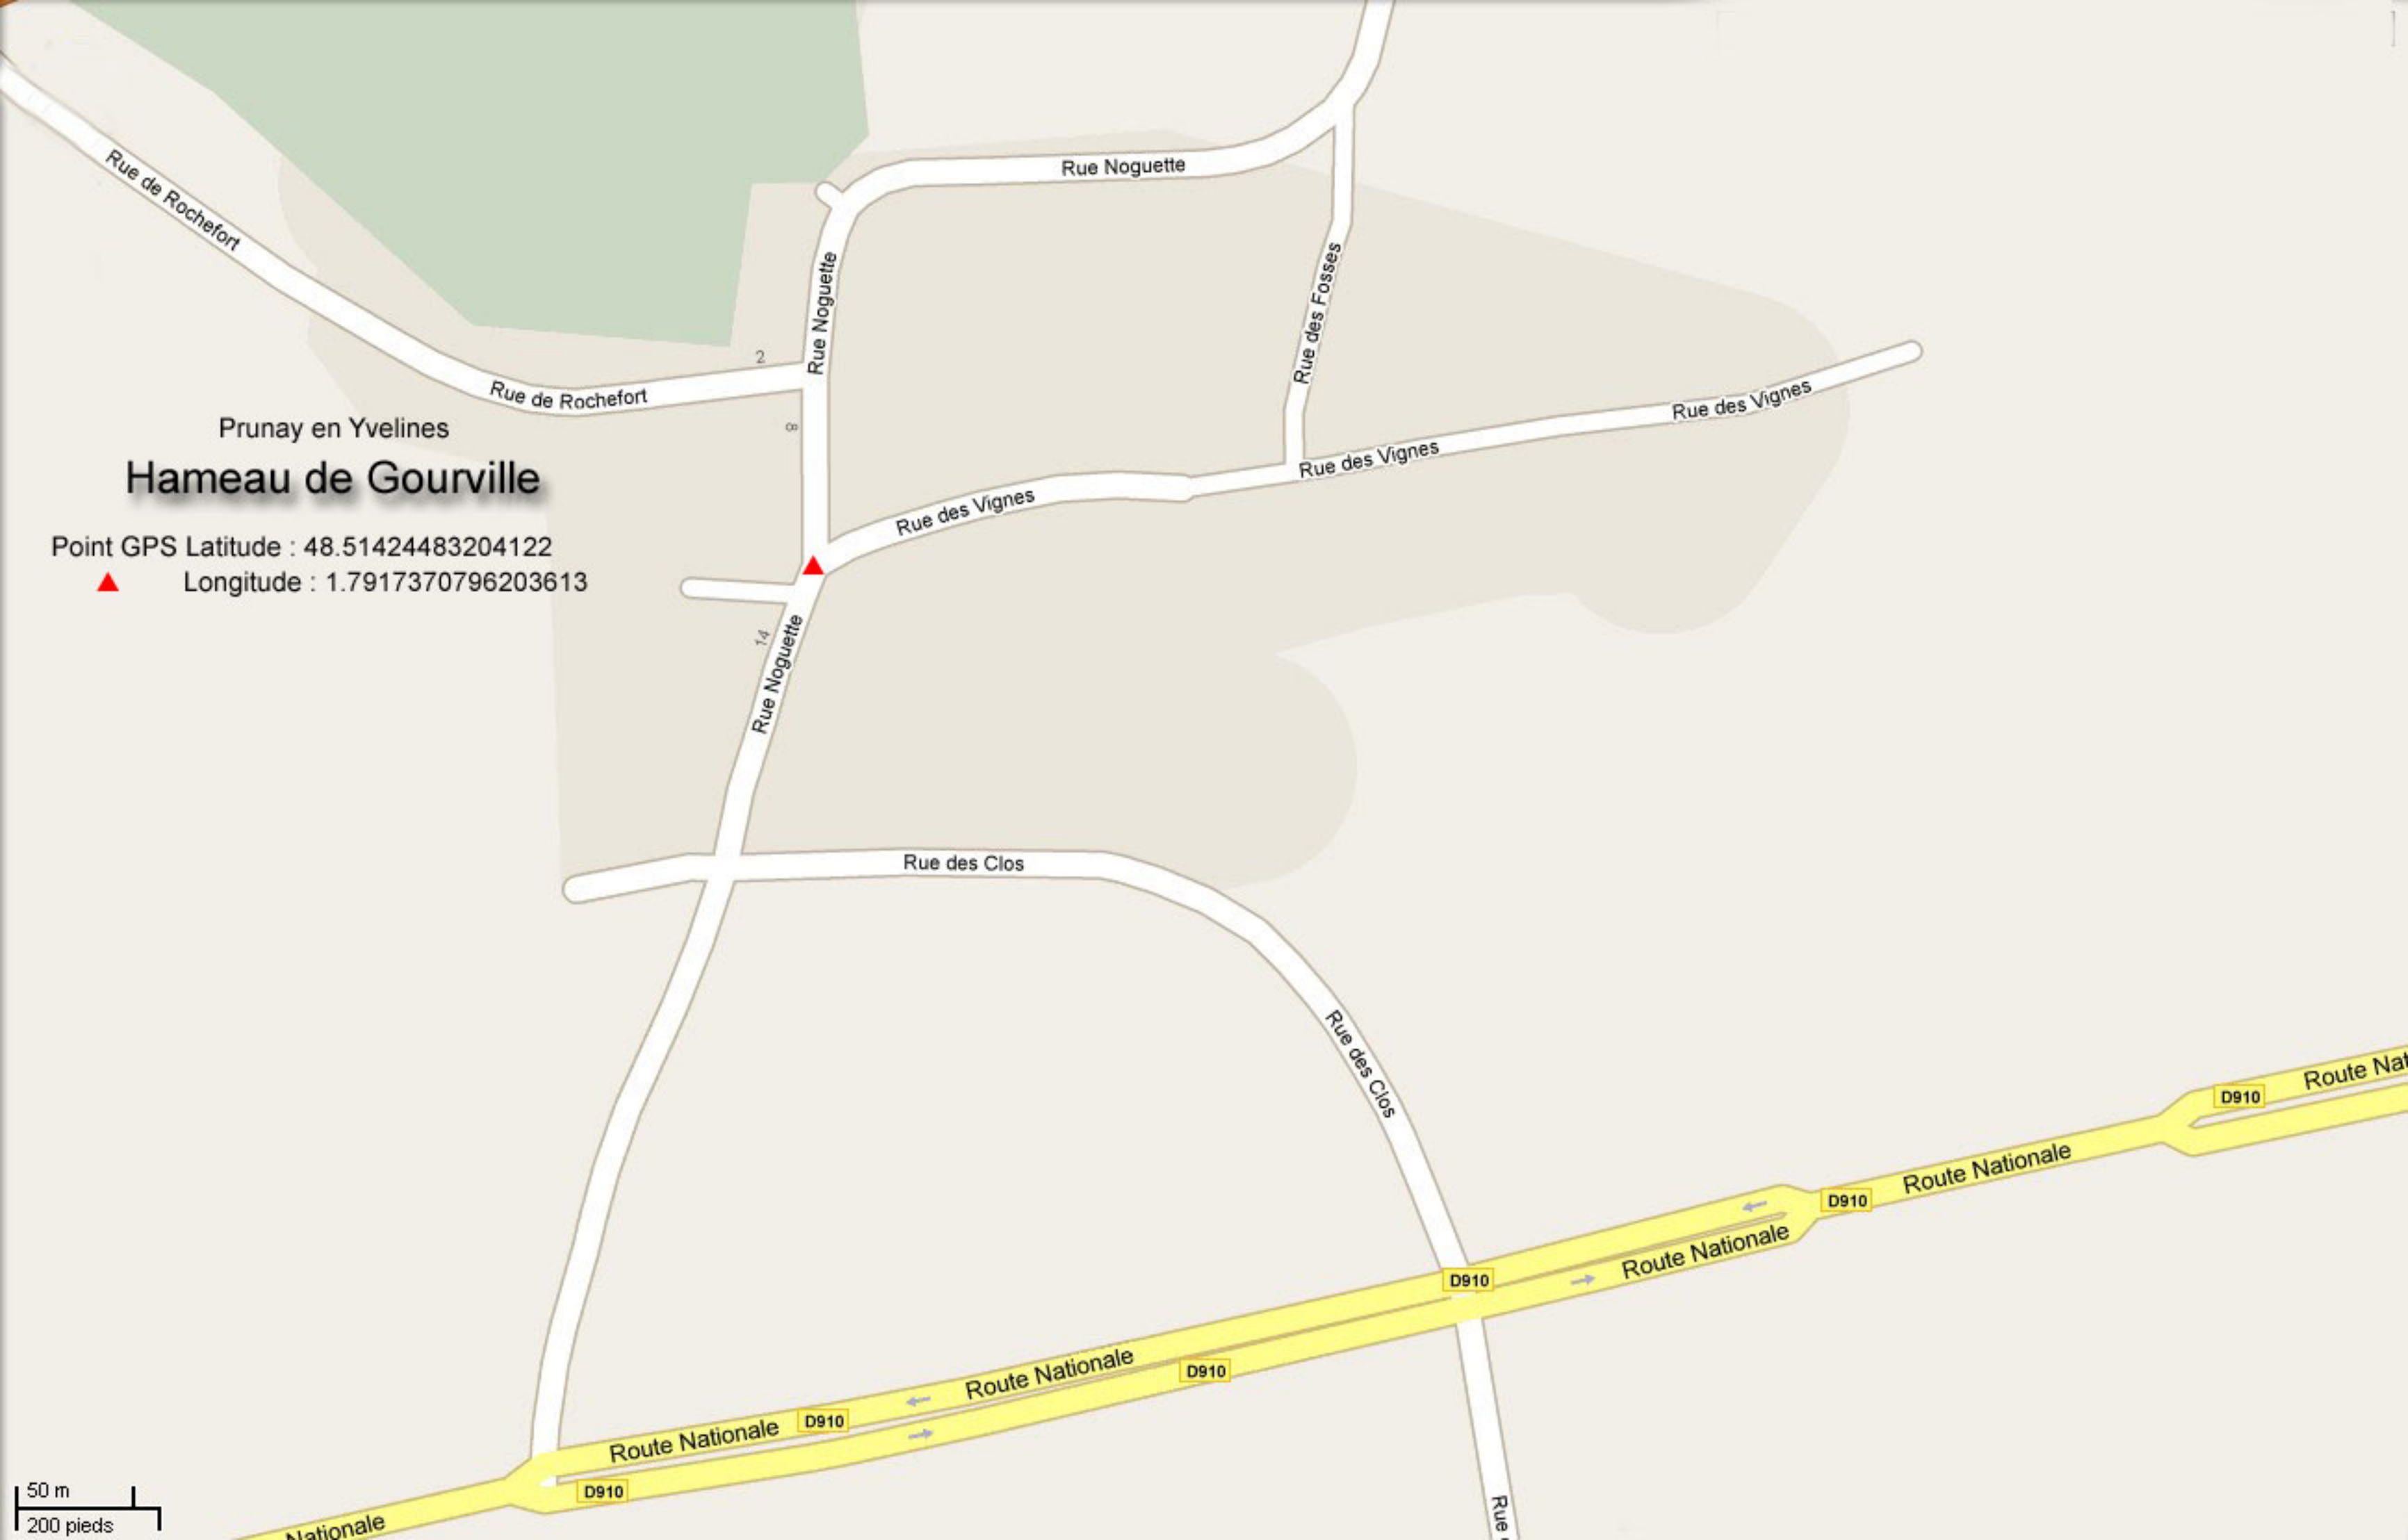 Rue Noguette
Rue de Rochefort
Rue Noguette
Rue des Fosses
2
Rue de Rochefort
Rue des Vignes
Prunay en Yvelines
8
Rue des Vignes
Hameau de Gourville
Rue des Vignes
Point GPS Latitude : 48.51424483204122
Longitude : 1.7917370796203613
14
Rue Noguette
Rue des Clos
Rue des Clos
Route Nat
D910
Route Nationale
D910
Route Nationale
D910
Route Nationale
D910
D910
Route Nationale
D910
50 m
200 pieds
Nationale
Rue